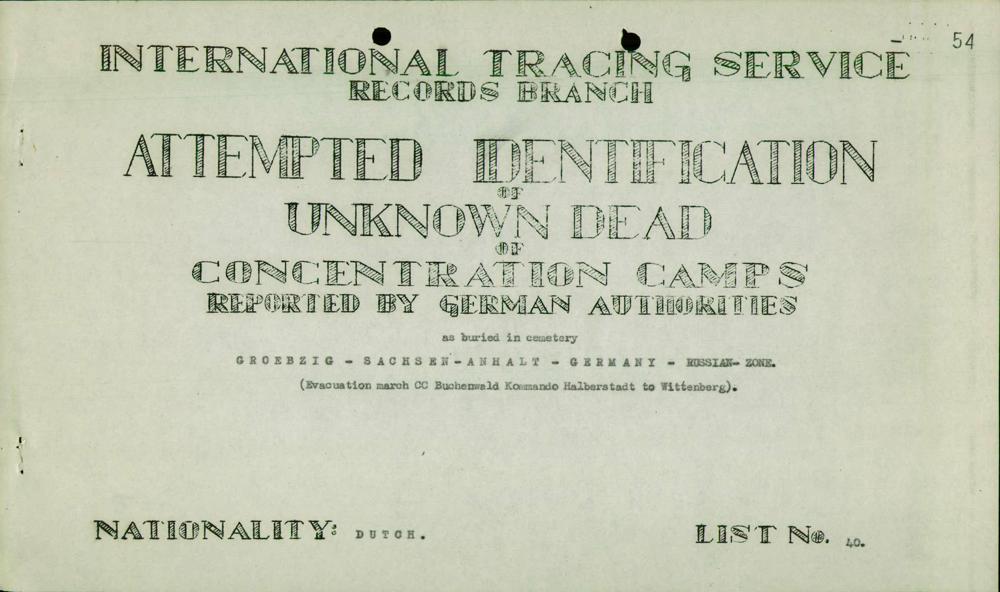 54
INTERNATIONAL TRACING SERVICE
RECORDS BRANCH
ATTEMPTED IDENTIFICATION
OF
UNKNOWN DEAD
OF
CONCENTRATION CAMPS
REPORTED BY GERMAN AUTHORITIES
as buried in cemetery
GROEBZIG - SACHSEN-ANHALT - GERMANY - RUSSIAN- ZONE.
(Evacuation march CC Buchenwald Kommando Halberstadt to Wittenberg).
NATIONALITY: DUTCH.
LIST No. 40.